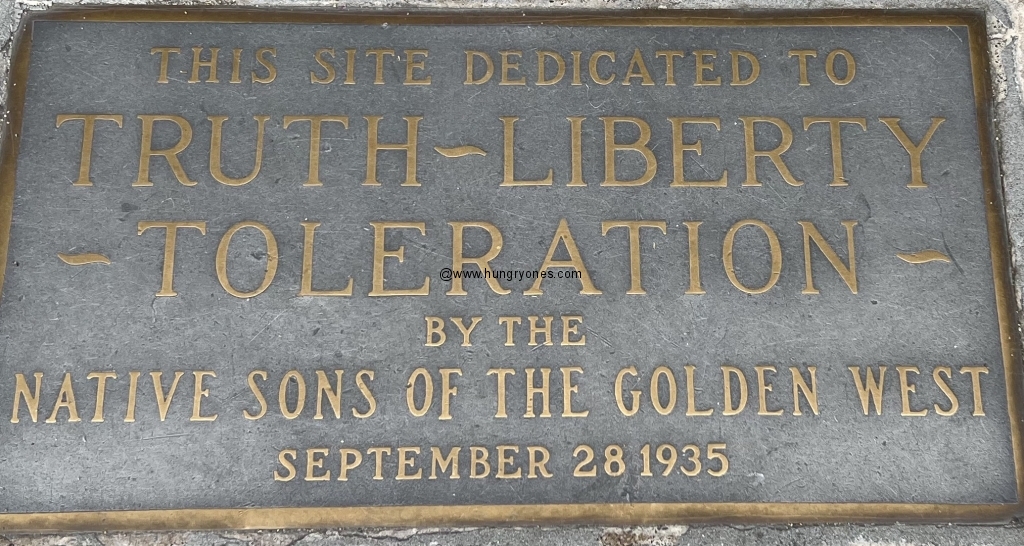 THIS SITE DEDICATED TO
TRUTH~LIBERTY
~TOLERATION~
@www.hungryones.com
BY THE
NATIVE SONS OF THE GOLDEN WEST
SEPTEMBER 28 1935